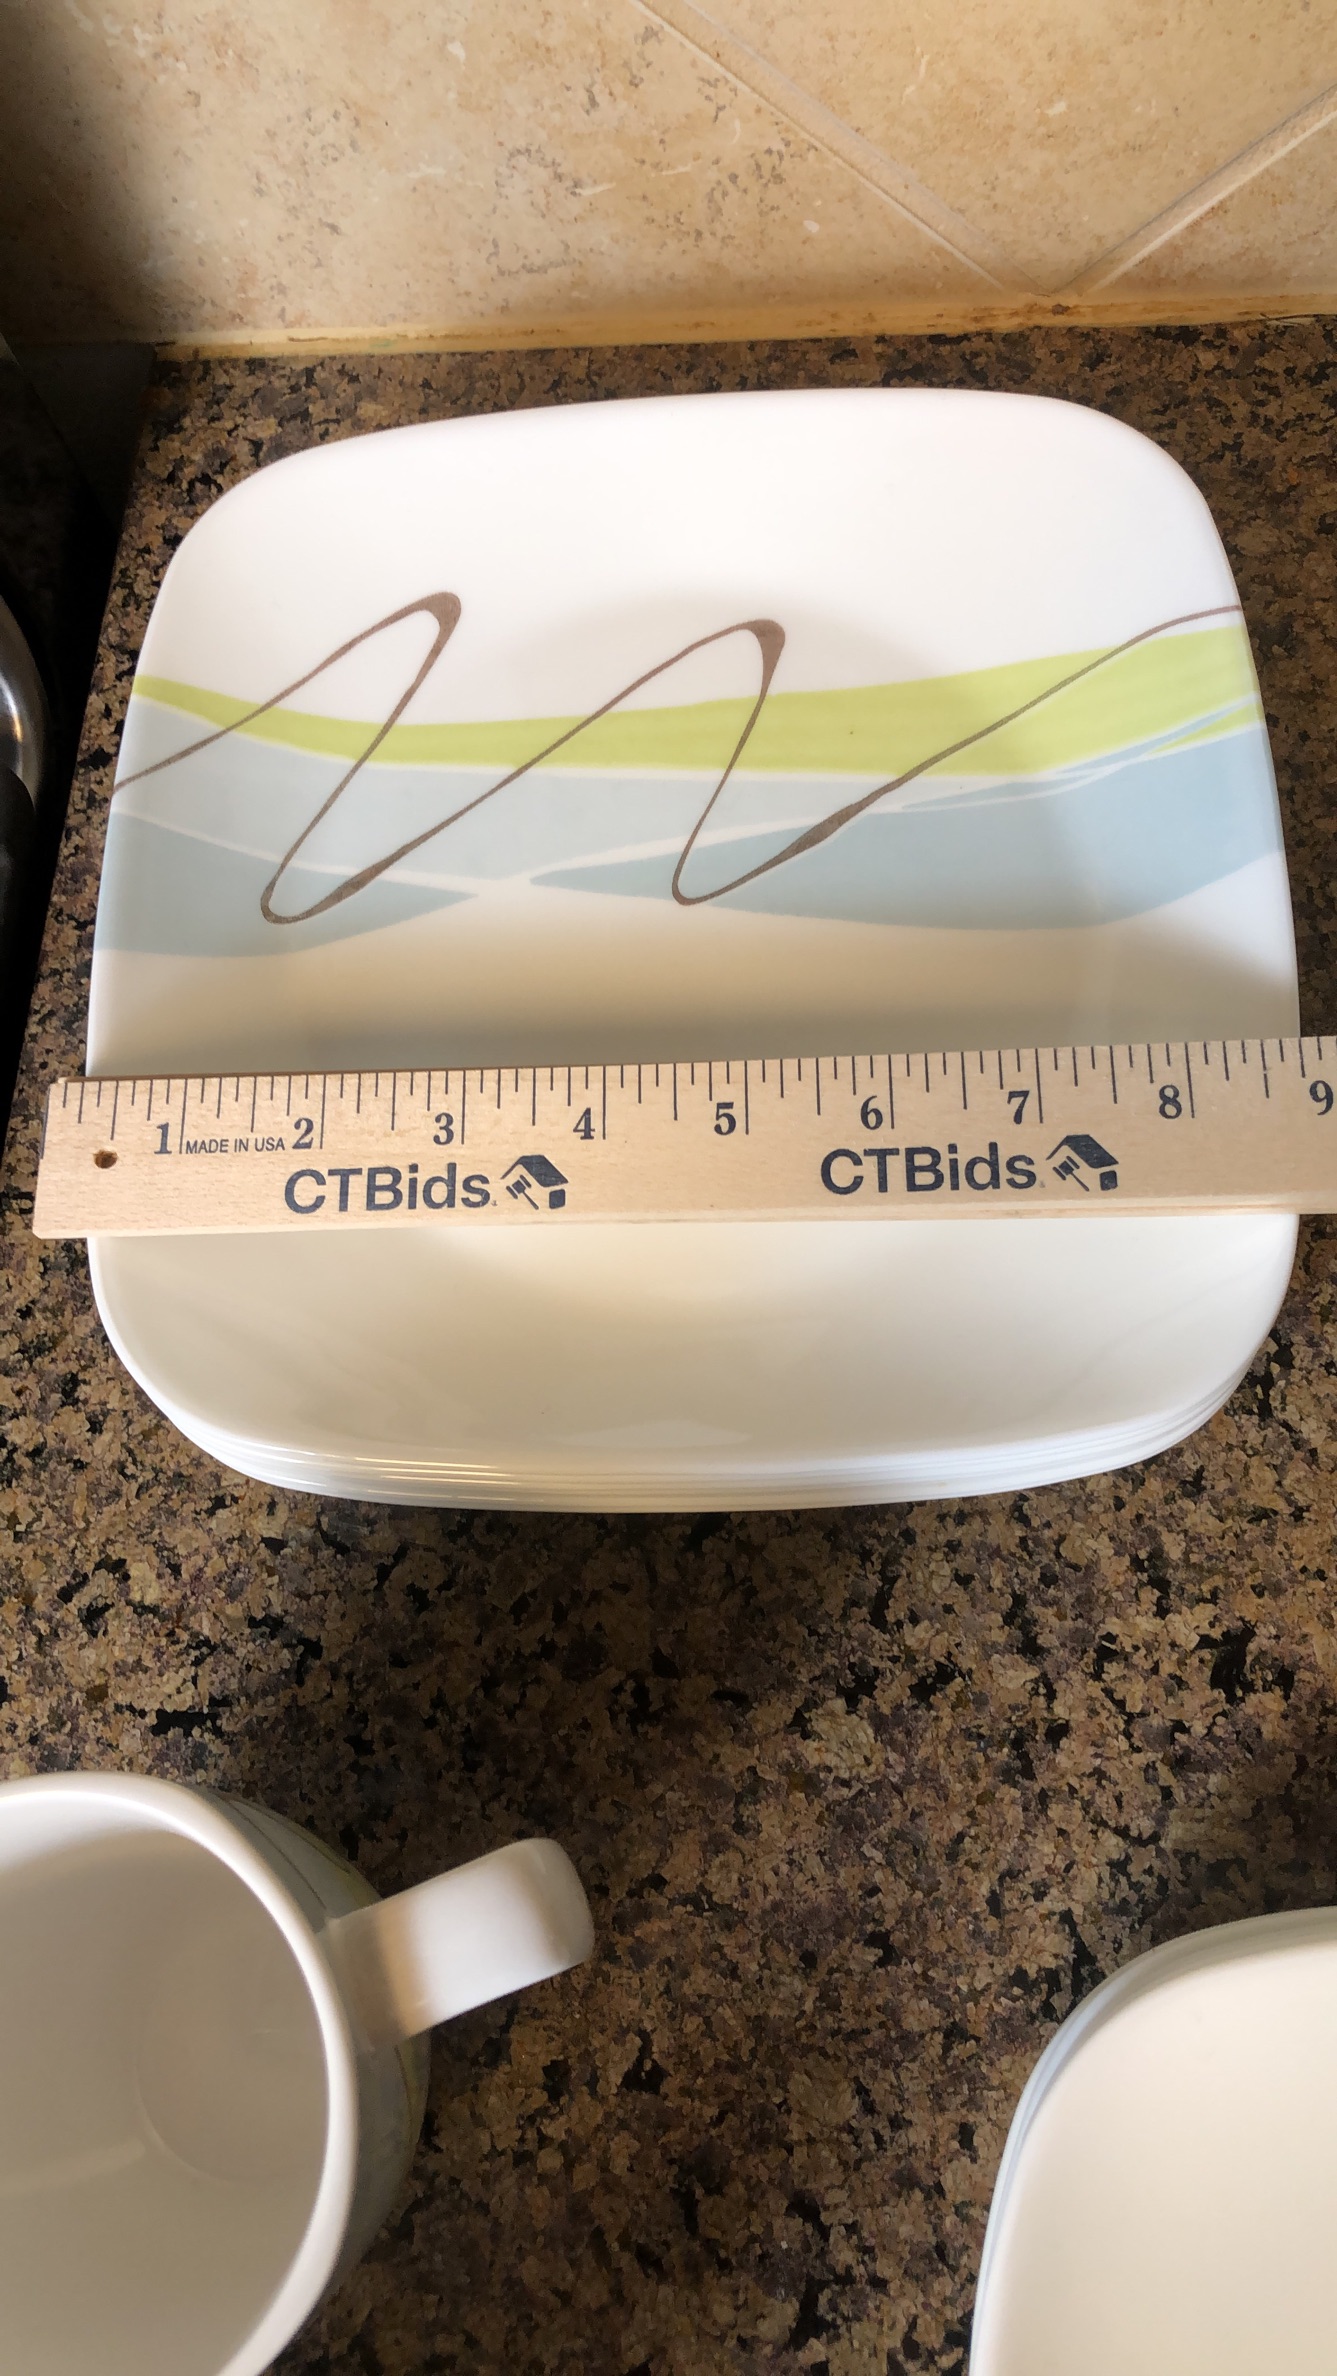 1 2 3 4 5 6 7 8 9
MADE IN USA
CTBids. CTBids.